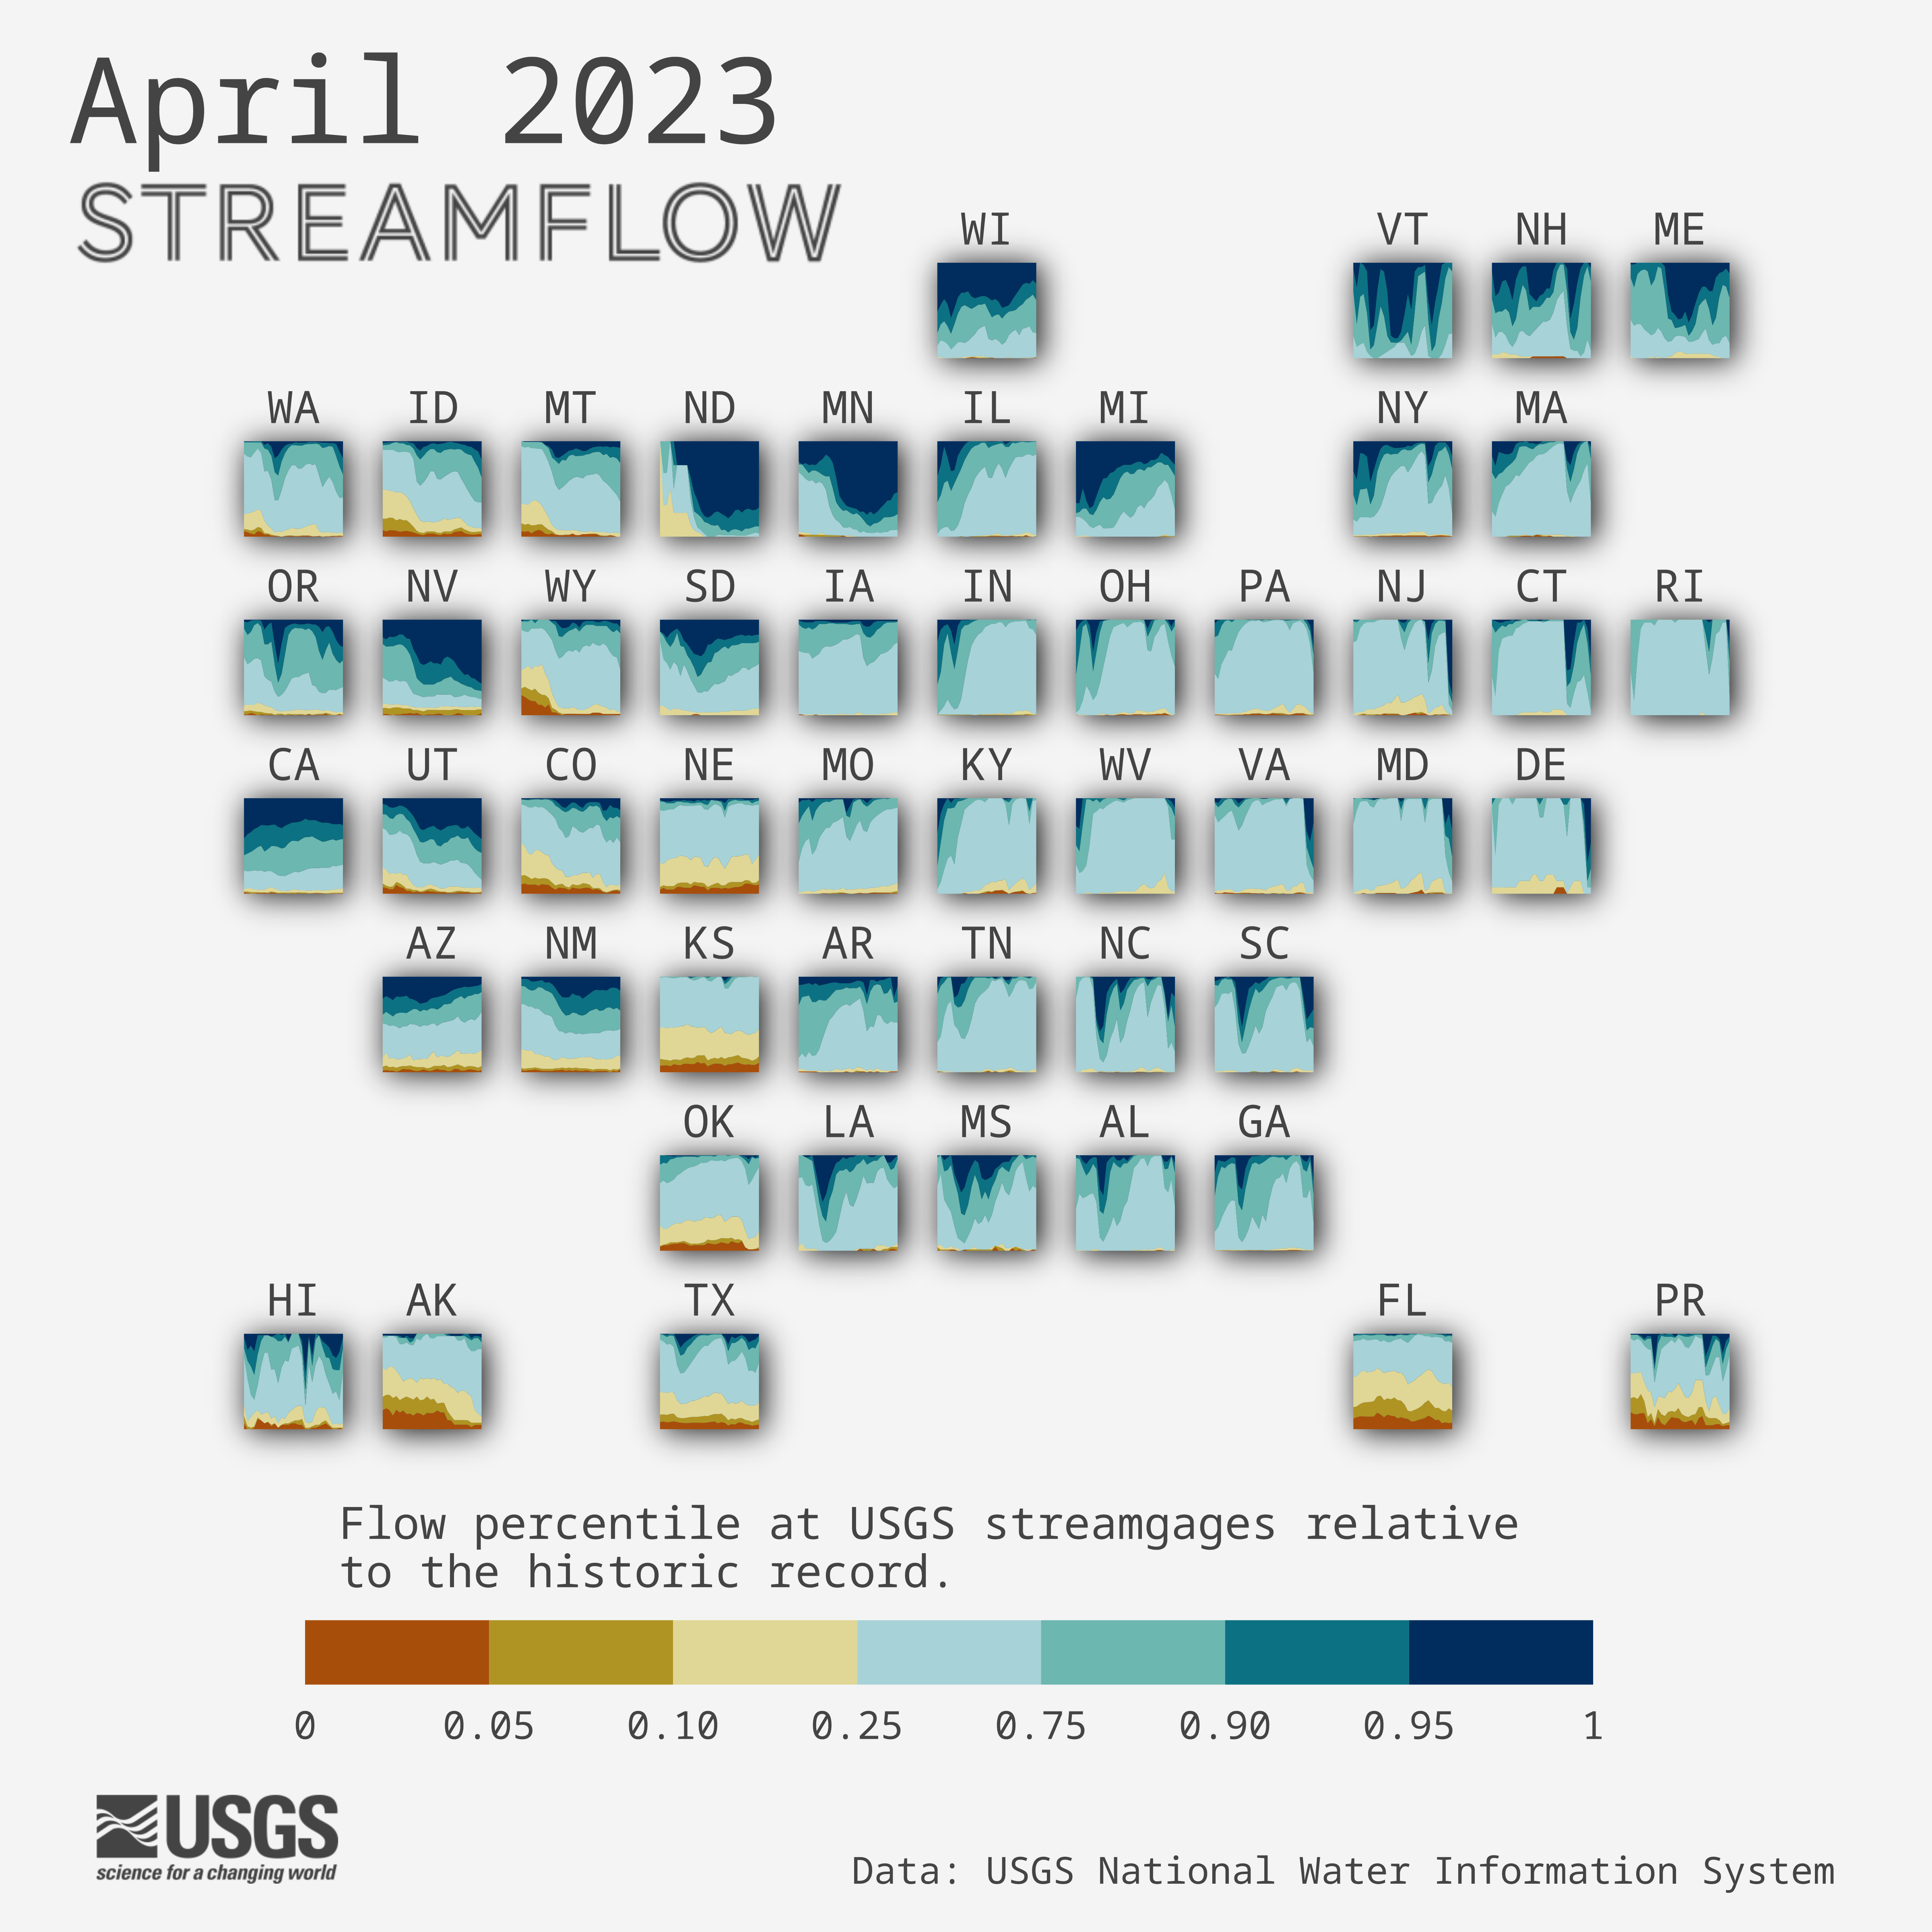 April 2023
STREAMFLOW
WI VT NH ME
WA ID MT ND MN IL MI NY MA
OR NV WY SD IA IN OH PA NJ CT RI
CA UT CO NE MO KY WV VA MD DE
AZ NM KS AR TN NC SC
OK LA MS AL GA
HI AK TX FL PR
Flow percentile at USGS streamgages relative
to the historic record.
0 0.05 0.10 0.25 0.75 0.90 0.95 1
USGS
science for a changing world
Data: USGS National Water Information System